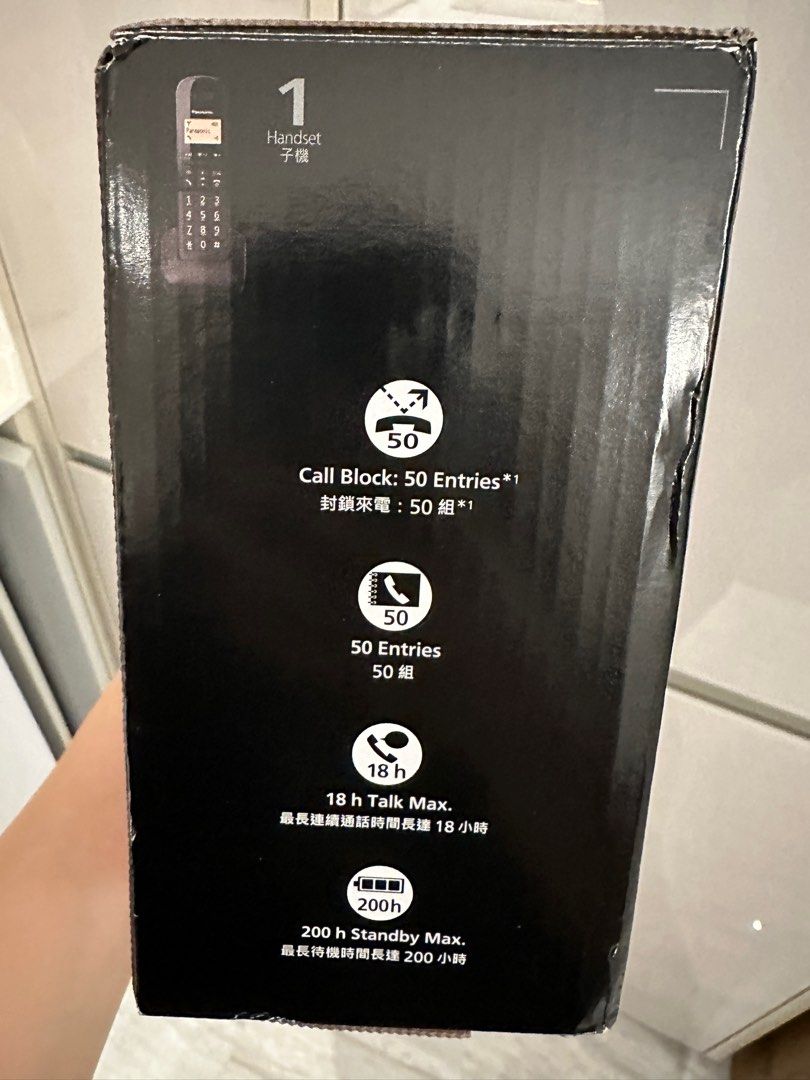 Panasonic
Panasonic
1 2 3
4 5 6
7 8 9
* 0 #
1
Handset
子機
50
Call Block: 50 Entries*1
封鎖來電：50 組*1
50
50 Entries
50 組
18 h
18 h Talk Max.
最長連續通話時間長達 18 小時
200h
200 h Standby Max.
最長待機時間長達 200 小時